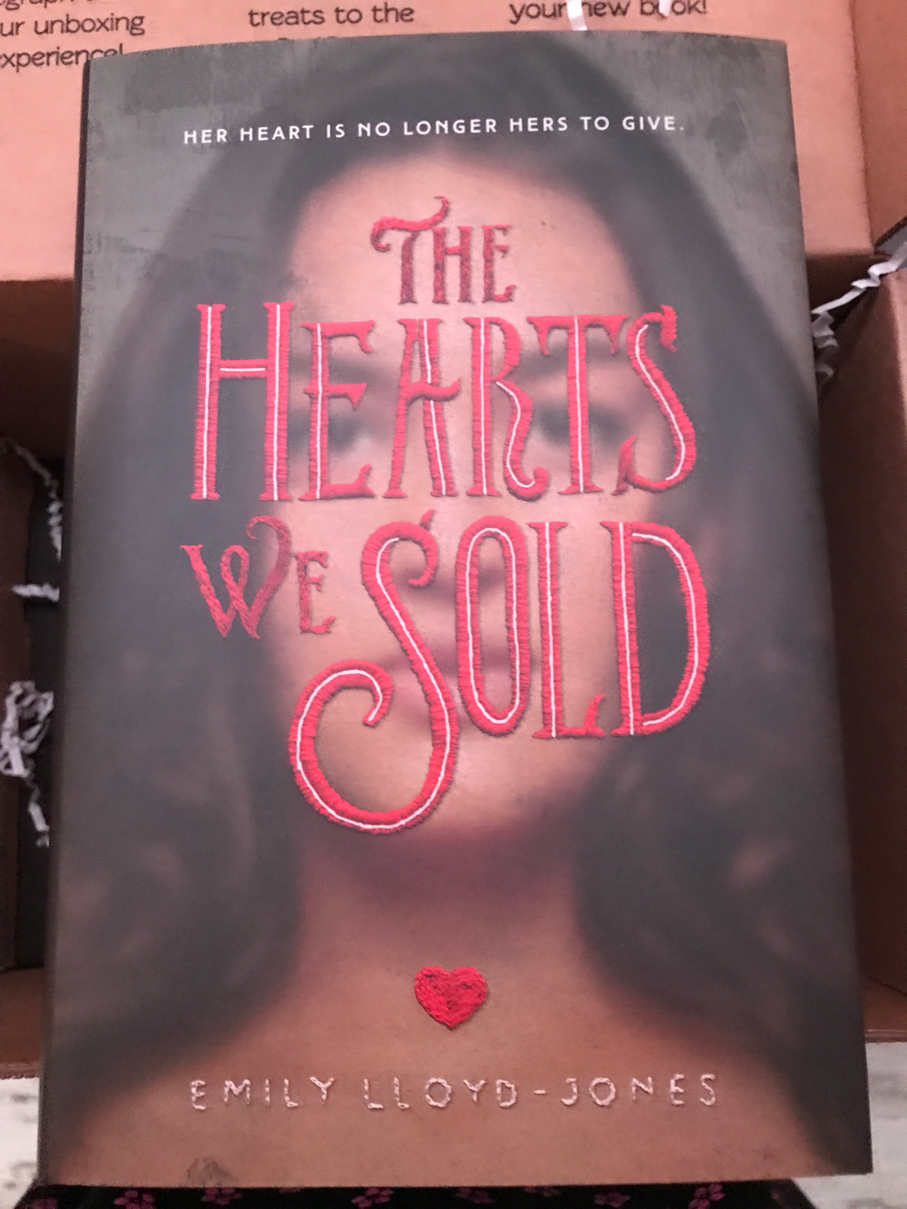 ur unboxing
treats to the
your new book!
HER HEART IS NO LONGER HERS TO GIVE.
THE
HEARTS
WE SOLD
EMILY LLOYD-JONES